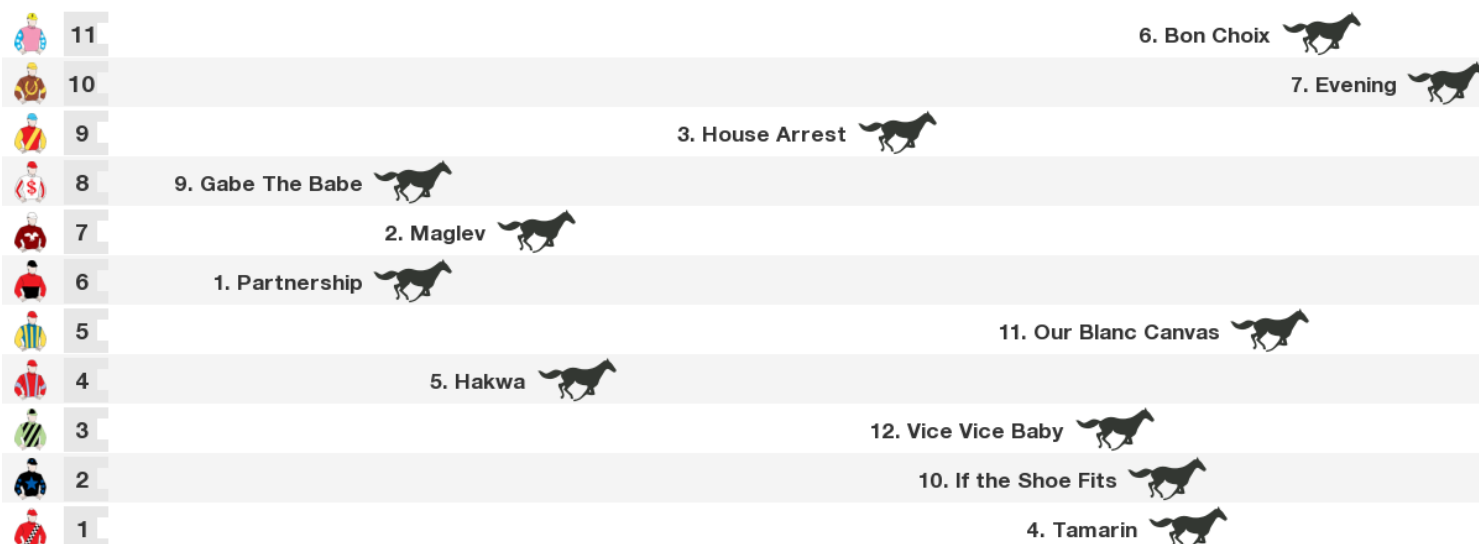 11 6. Bon Choix
10 7. Evening
9 3. House Arrest
8 9. Gabe The Babe
$
7 2. Maglev
6 1. Partnership
5 11. Our Blanc Canvas
4 5. Hakwa
3 12. Vice Vice Baby
2 10. If the Shoe Fits
1 4. Tamarin